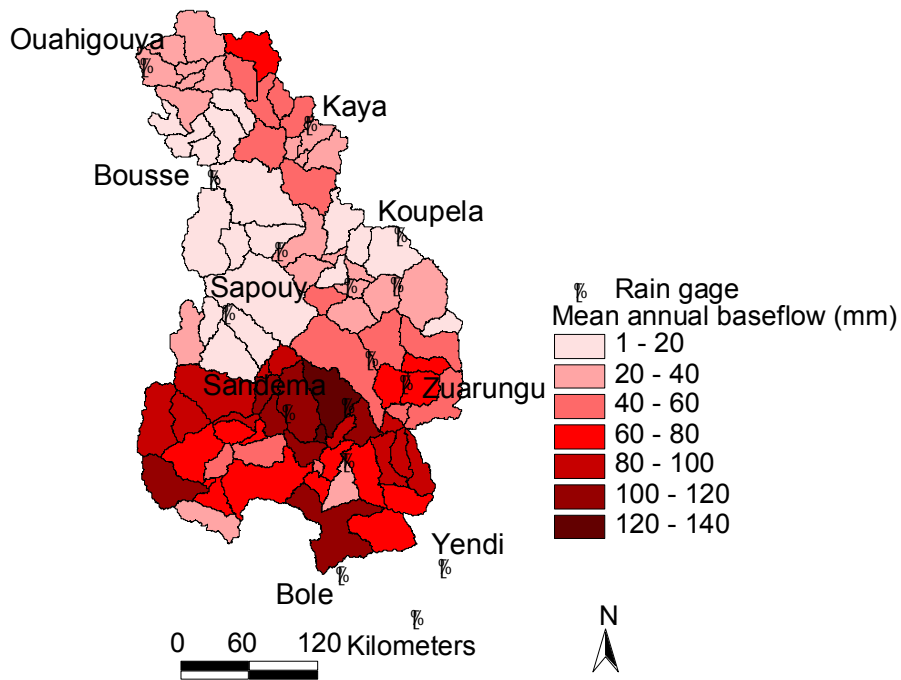 Ouahigouya
Kaya
Bousse
Koupela
Sapouy
Rain gage
Mean annual baseflow (mm)
1 - 20
20 - 40
Sandema
Zuarungu
40 - 60
60 - 80
80 - 100
100 - 120
120 - 140
Yendi
Bole
N
0 60 120 Kilometers